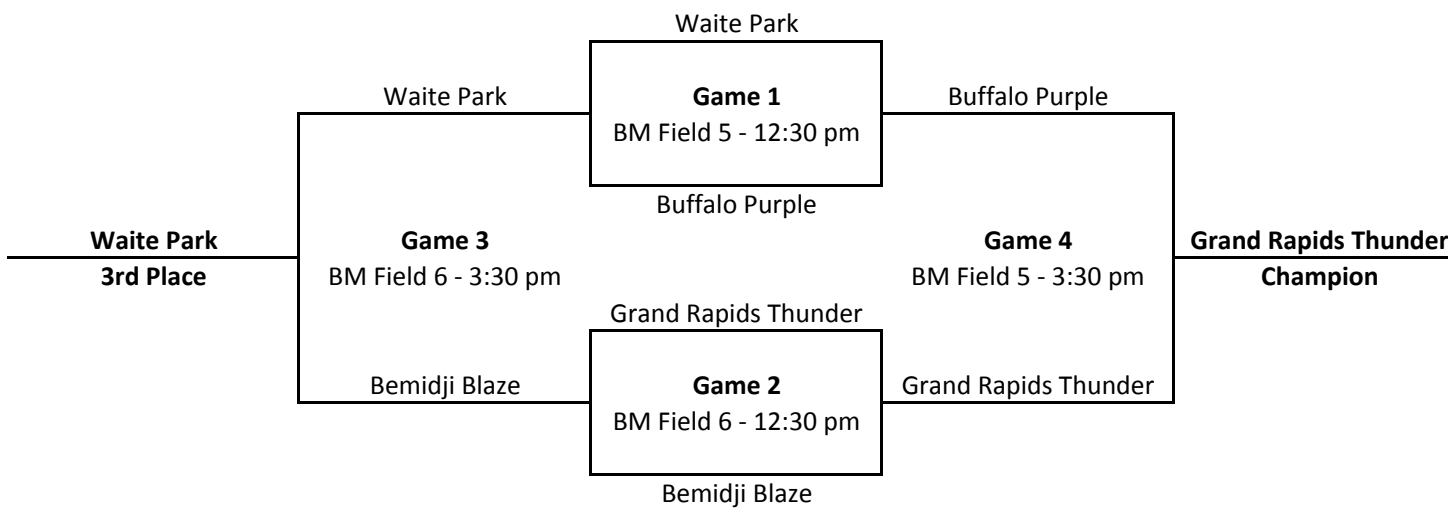 Waite Park
Waite Park
Game 1
Buffalo Purple
BM Field 5 - 12:30 pm
Buffalo Purple
Waite Park
Game 3
Game 4
Grand Rapids Thunder
3rd Place
BM Field 6 - 3:30 pm
BM Field 5 - 3:30 pm
Champion
Grand Rapids Thunder
Bemidji Blaze
Game 2
Grand Rapids Thunder
BM Field 6 - 12:30 pm
Bemidji Blaze